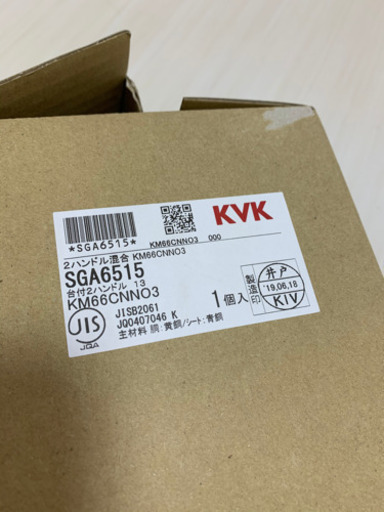 KVK
*SGA6515*
KM66CNNO3 000
2ハンドル混合 KM66CNNO3
SGA6515
台付2ハンドル 13
KM66CNNO3
1個入
JIS
JQA
JISB2061
JQ0407046 K
主材料 胴:黄銅/シート:青銅
製造印
井戸
'19.06.18
KIV